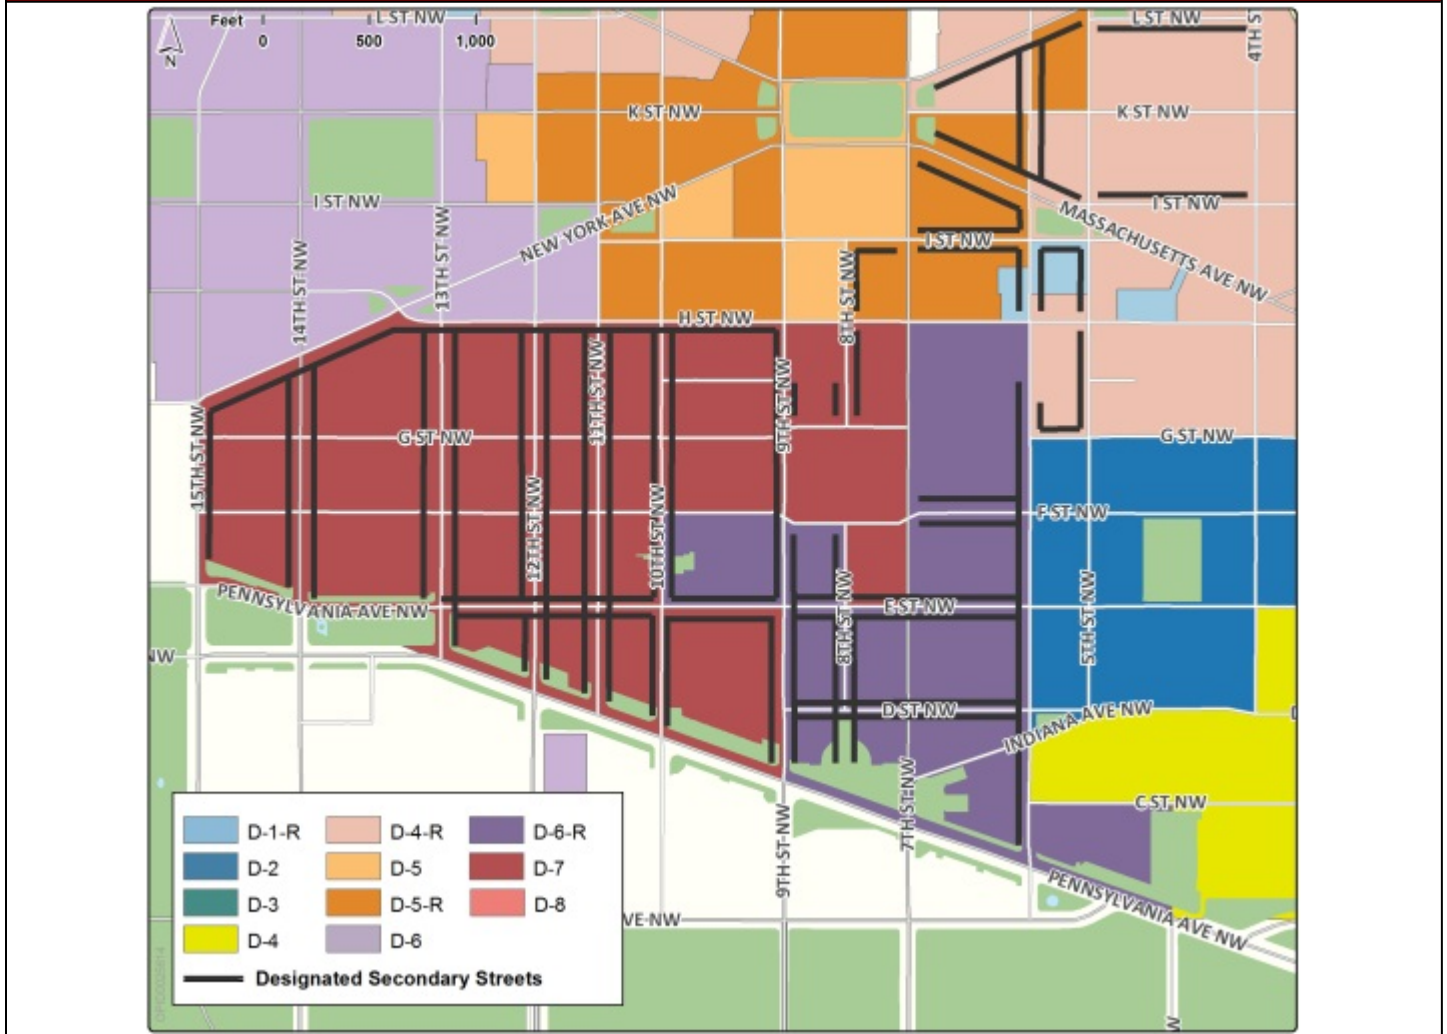 Feet
0
500
1,000
N
L ST NW
L ST NW
4TH ST
K ST NW
K ST NW
I ST NW
I ST NW
I ST NW
NEW YORK AVE NW
MASSACHUSETTS AVE NW
14TH ST NW
13TH ST NW
8TH ST NW
H ST NW
15TH ST NW
11TH ST NW
9TH ST NW
G ST NW
G ST NW
12TH ST NW
10TH ST NW
F ST NW
PENNSYLVANIA AVE NW
E ST NW
8TH ST NW
5TH ST NW
NW
D ST NW
INDIANA AVE NW
7TH ST NW
9TH ST NW
C ST NW
PENNSYLVANIA AVE NW
VE NW
D-1-R
D-4-R
D-6-R
D-2
D-5
D-7
D-3
D-5-R
D-8
D-4
D-6
Designated Secondary Streets